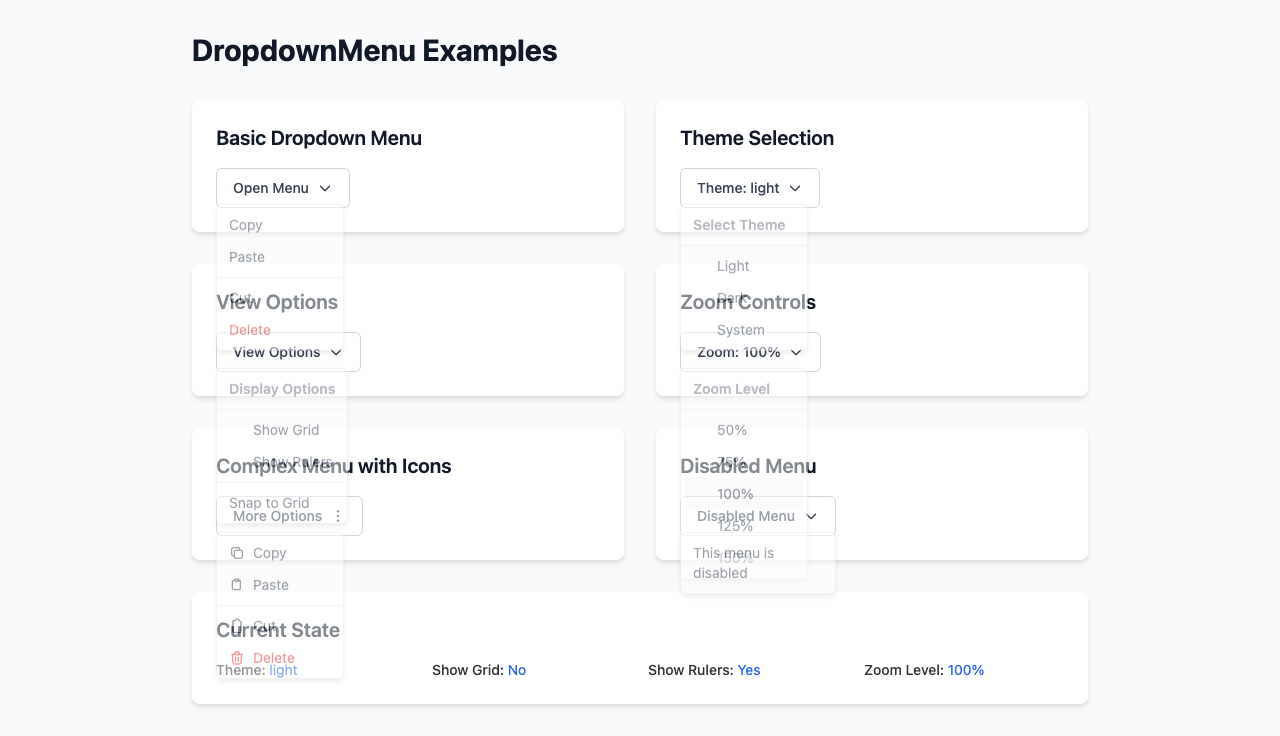 DropdownMenu Examples
Basic Dropdown Menu
Open Menu
Copy
Paste
Cut
Delete
Theme Selection
Theme: light
Select Theme
Light
Dark
System
View Options
View Options
Display Options
Show Grid
Show Rulers
Snap to Grid
Zoom Controls
Zoom: 100%
Zoom Level
50%
75%
100%
125%
150%
Complex Menu with Icons
More Options
Copy
Paste
Cut
Delete
Disabled Menu
Disabled Menu
This menu is
disabled
Current State
Theme: light
Show Grid: No
Show Rulers: Yes
Zoom Level: 100%